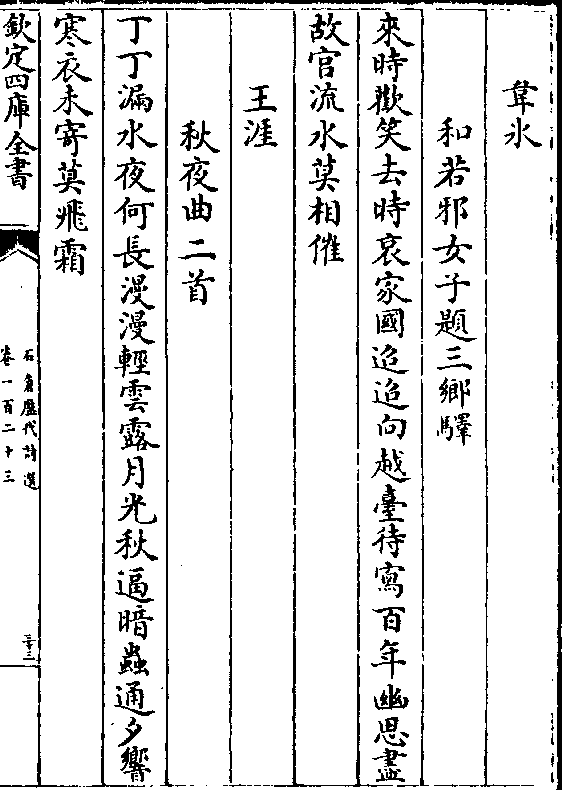 韋氷
和若邪女子題三鄉驛
來時歡笑去時哀家國迢迢向越臺待寫百年幽思盡
故宫流水莫相催
王涯
秋夜曲二首
丁丁漏水夜何長漫漫輕雲露月光秋逼暗蟲通夕響
寒衣未寄莫飛霜
欽定四庫全書
石倉歷代詩選
卷一百二十三
三十三